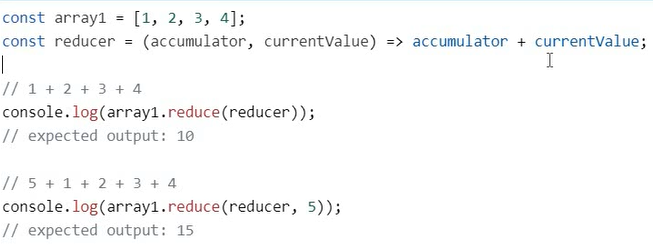 const array1 = [1, 2, 3, 4];
const reducer = (accumulator, currentValue) => accumulator + currentValue;
// 1 + 2 + 3 + 4
console.log(array1.reduce(reducer));
// expected output: 10
// 5 + 1 + 2 + 3 + 4
console.log(array1.reduce(reducer, 5));
// expected output: 15